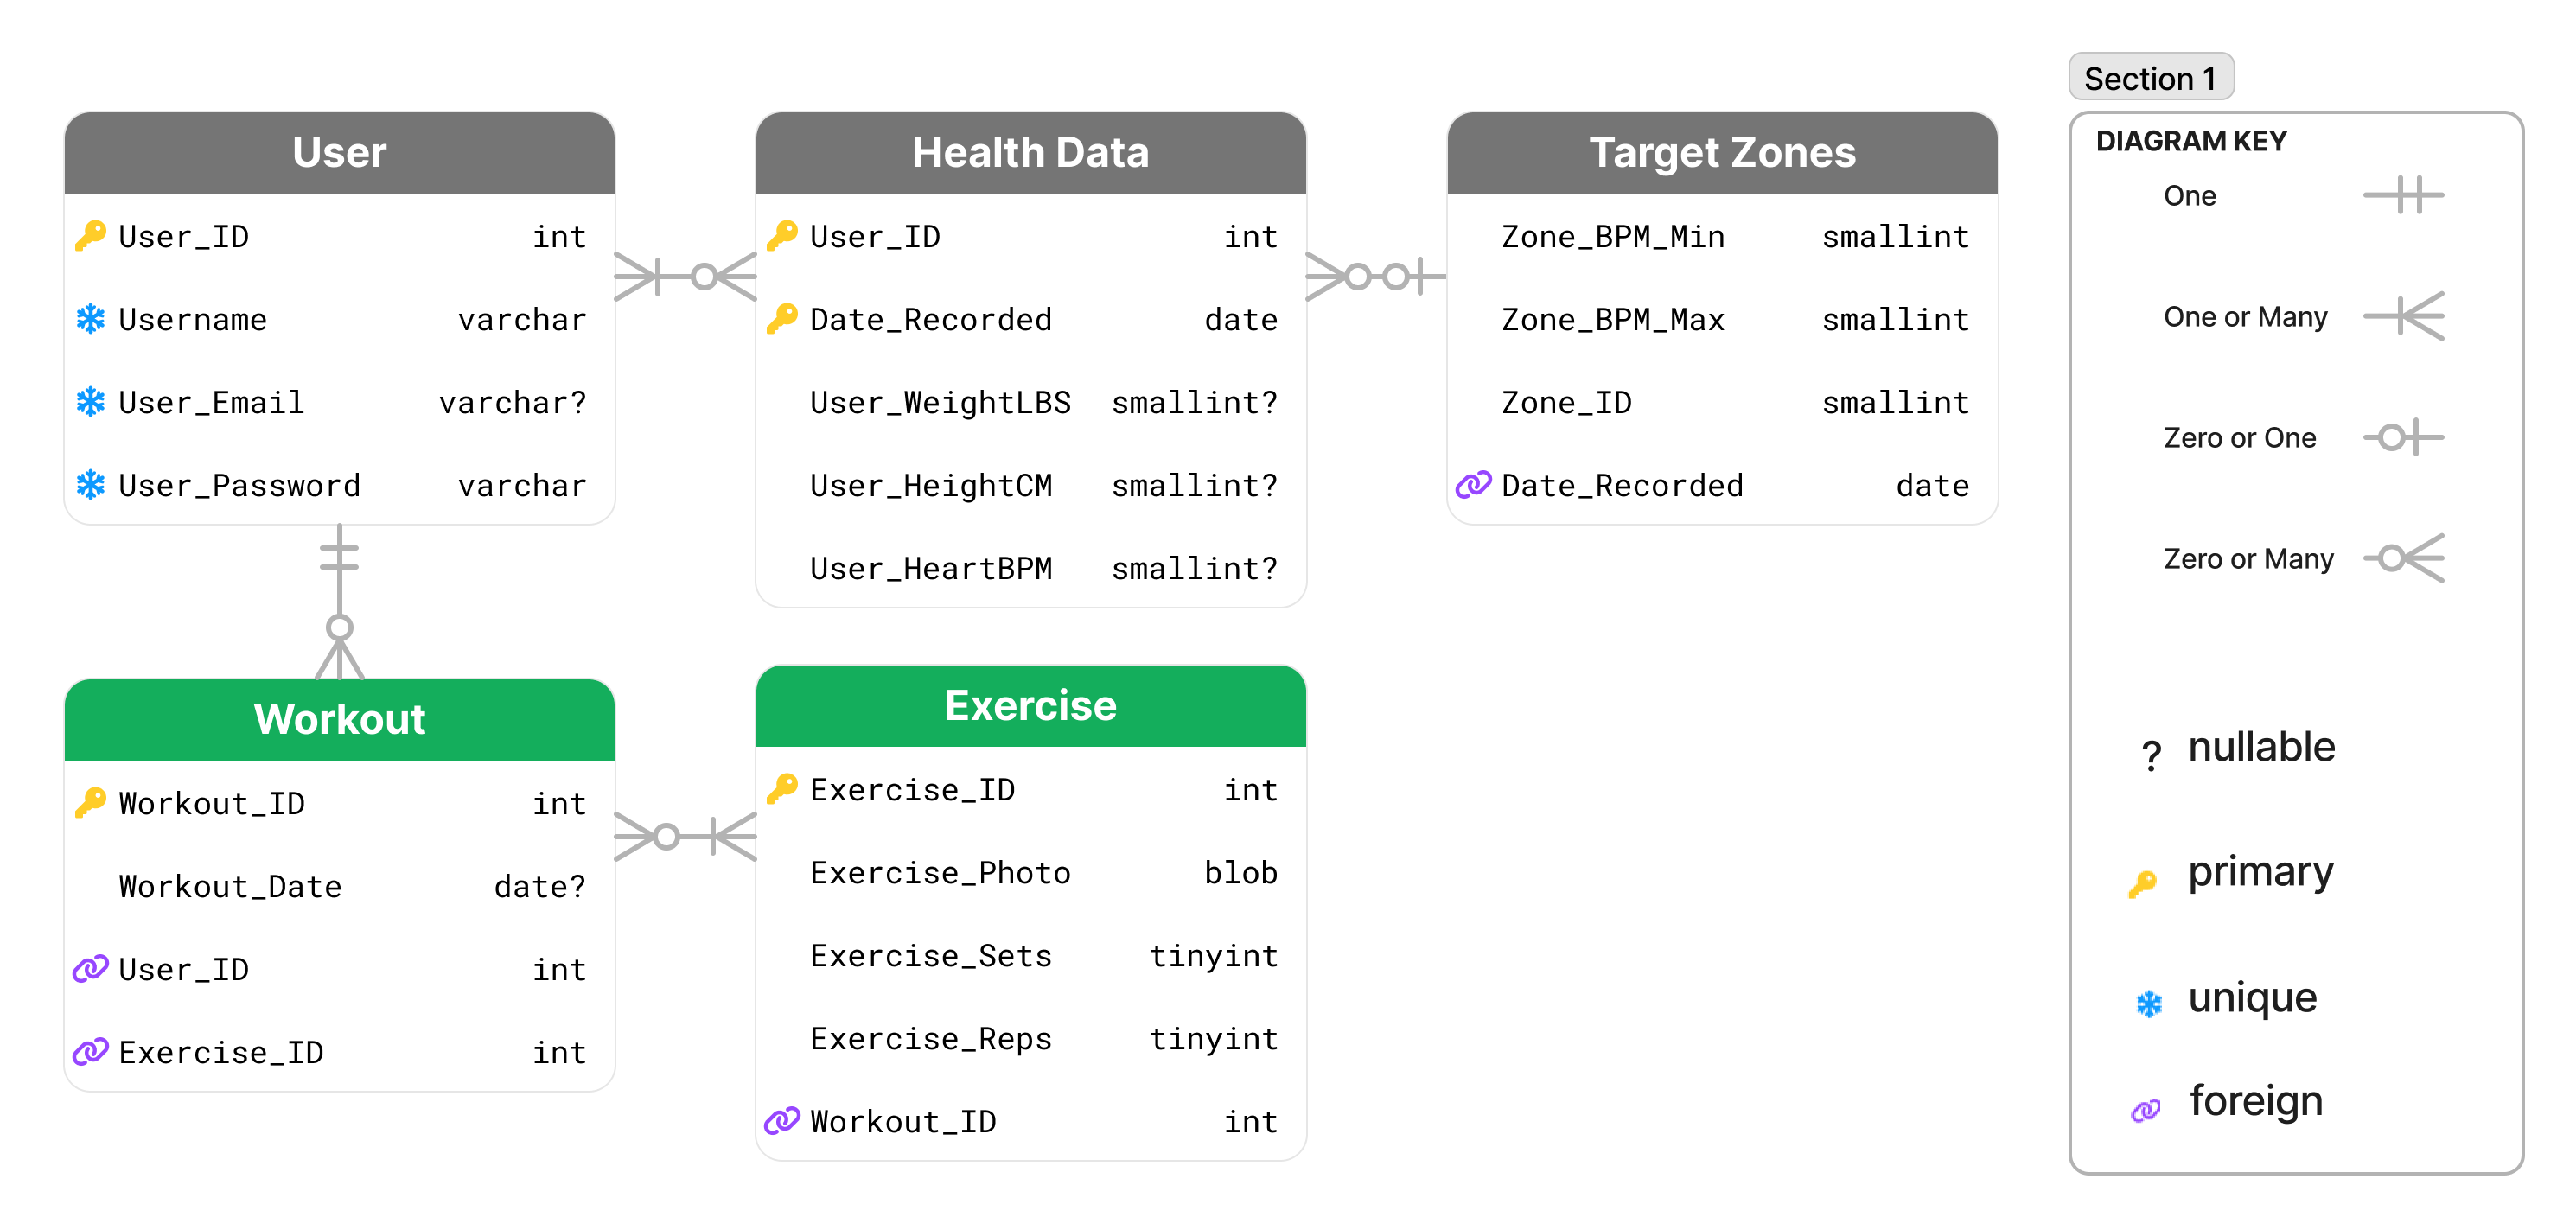 Section 1
User
User_ID int
Username varchar
User_Email varchar?
User_Password varchar
Health Data
User_ID int
Date_Recorded date
User_WeightLBS smallint?
User_HeightCM smallint?
User_HeartBPM smallint?
Target Zones
Zone_BPM_Min smallint
Zone_BPM_Max smallint
Zone_ID smallint
Date_Recorded date
Workout
Workout_ID int
Workout_Date date?
User_ID int
Exercise_ID int
Exercise
Exercise_ID int
Exercise_Photo blob
Exercise_Sets tinyint
Exercise_Reps tinyint
Workout_ID int
DIAGRAM KEY
One
One or Many
Zero or One
Zero or Many
? nullable
primary
unique
foreign